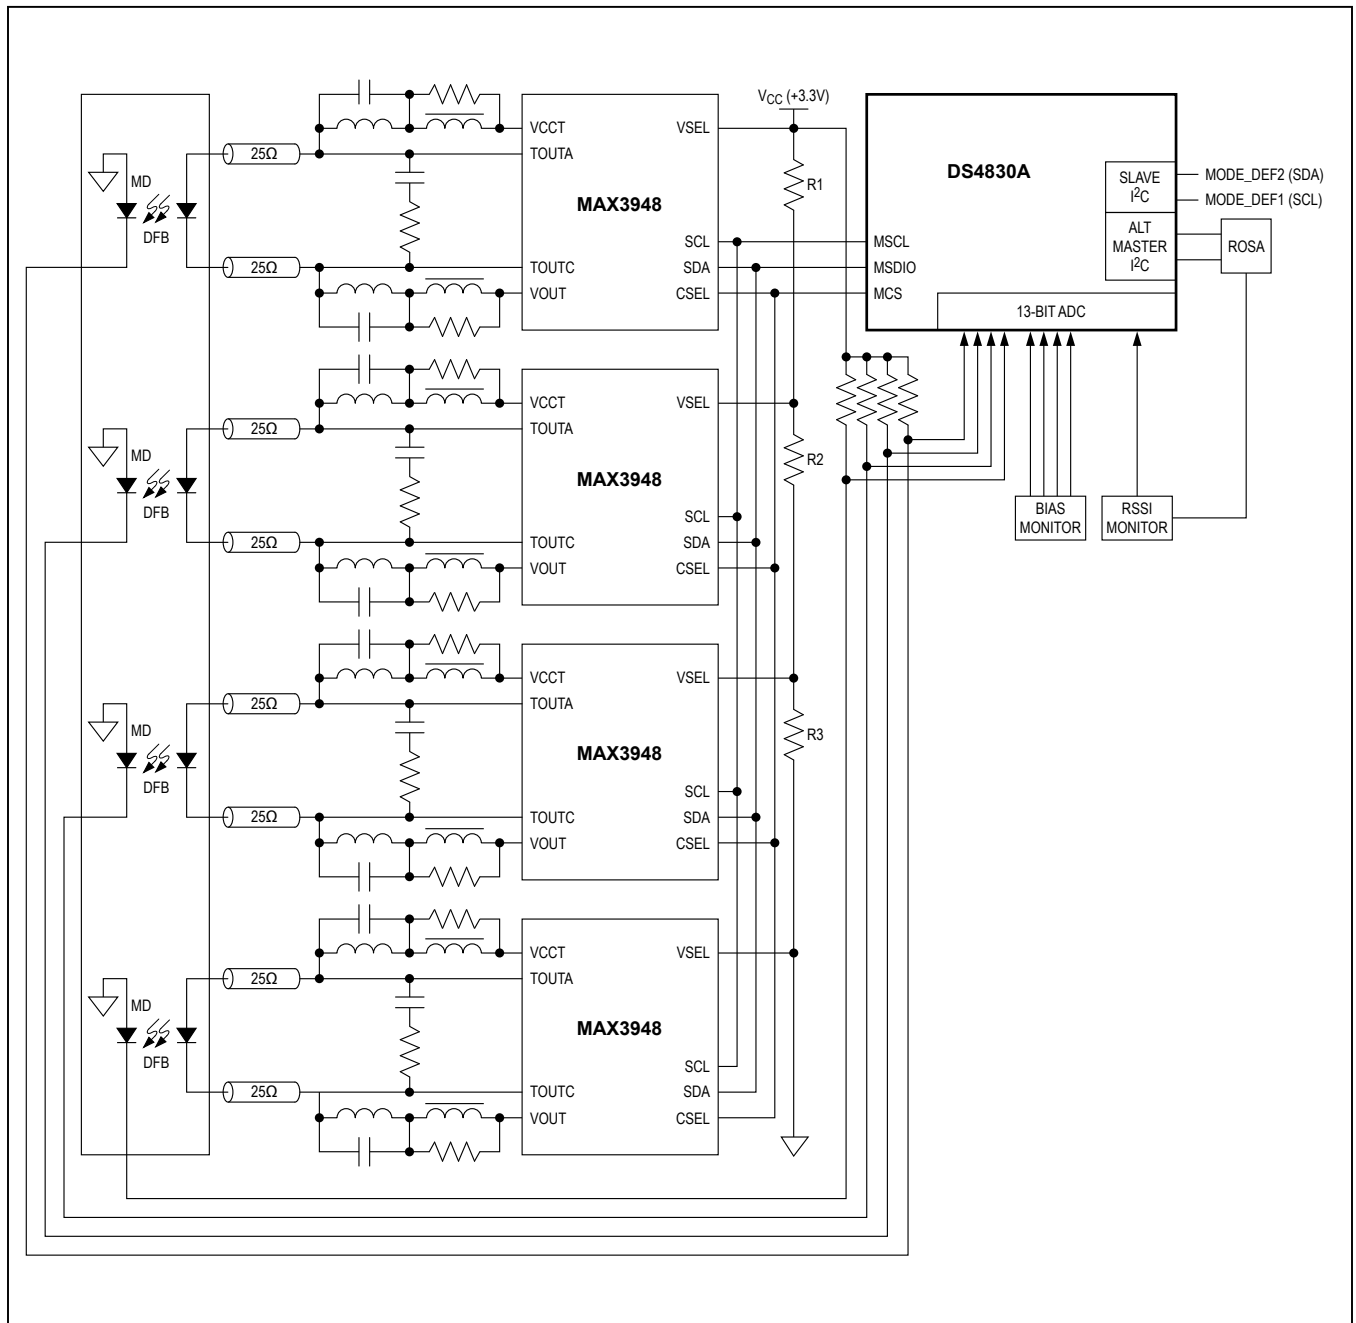 VCC (+3.3V)
DS4830A
SLAVE
I2C
MODE_DEF2 (SDA)
MODE_DEF1 (SCL)
ALT
MASTER
I2C
ROSA
MSCL
MSDIO
MCS
13-BIT ADC
BIAS
MONITOR
RSSI
MONITOR
R1
R2
R3
MD
DFB
25Ω
25Ω
VCCT
TOUTA
TOUTC
VOUT
MAX3948
VSEL
SCL
SDA
CSEL
MD
DFB
25Ω
25Ω
VCCT
TOUTA
TOUTC
VOUT
MAX3948
VSEL
SCL
SDA
CSEL
MD
DFB
25Ω
25Ω
VCCT
TOUTA
TOUTC
VOUT
MAX3948
VSEL
SCL
SDA
CSEL
MD
DFB
25Ω
25Ω
VCCT
TOUTA
TOUTC
VOUT
MAX3948
VSEL
SCL
SDA
CSEL